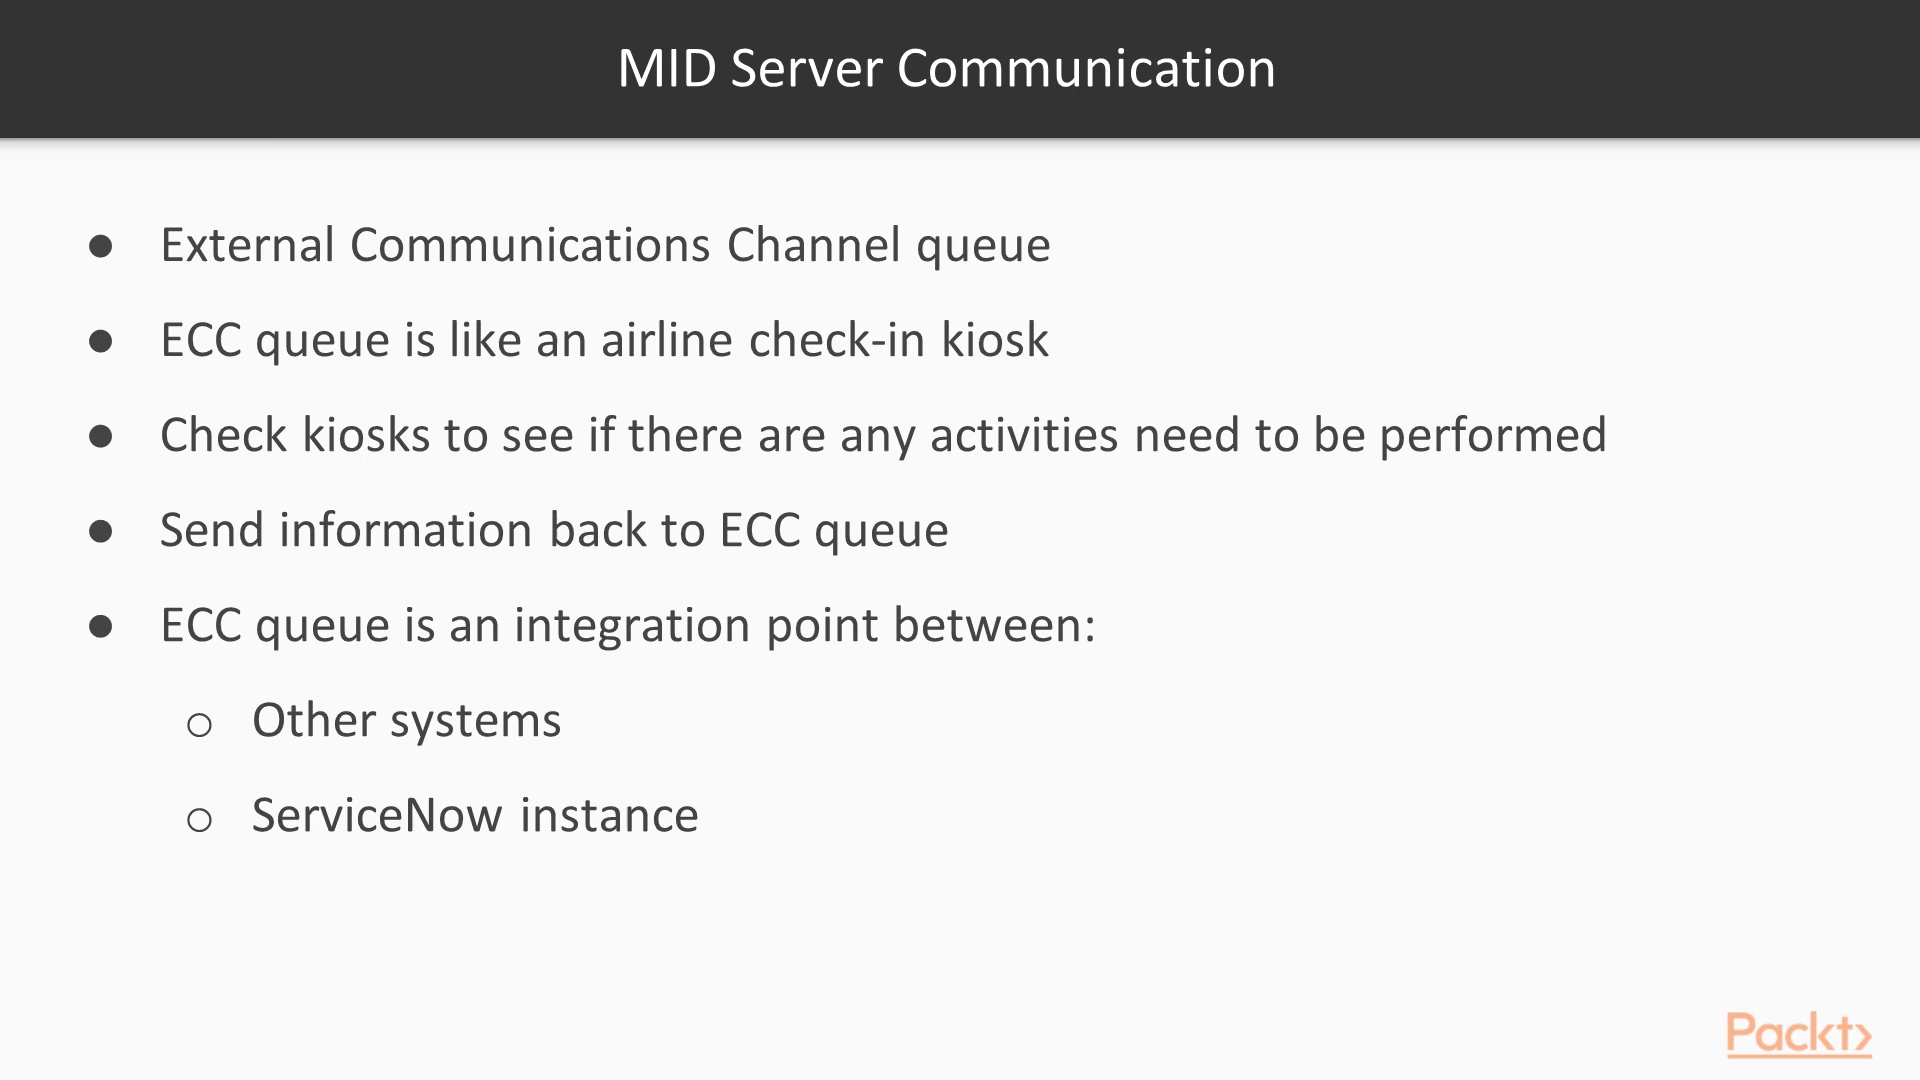 MID Server Communication
● External Communications Channel queue
● ECC queue is like an airline check-in kiosk
● Check kiosks to see if there are any activities need to be performed
● Send information back to ECC queue
● ECC queue is an integration point between:
○ Other systems
○ ServiceNow instance
Packt>